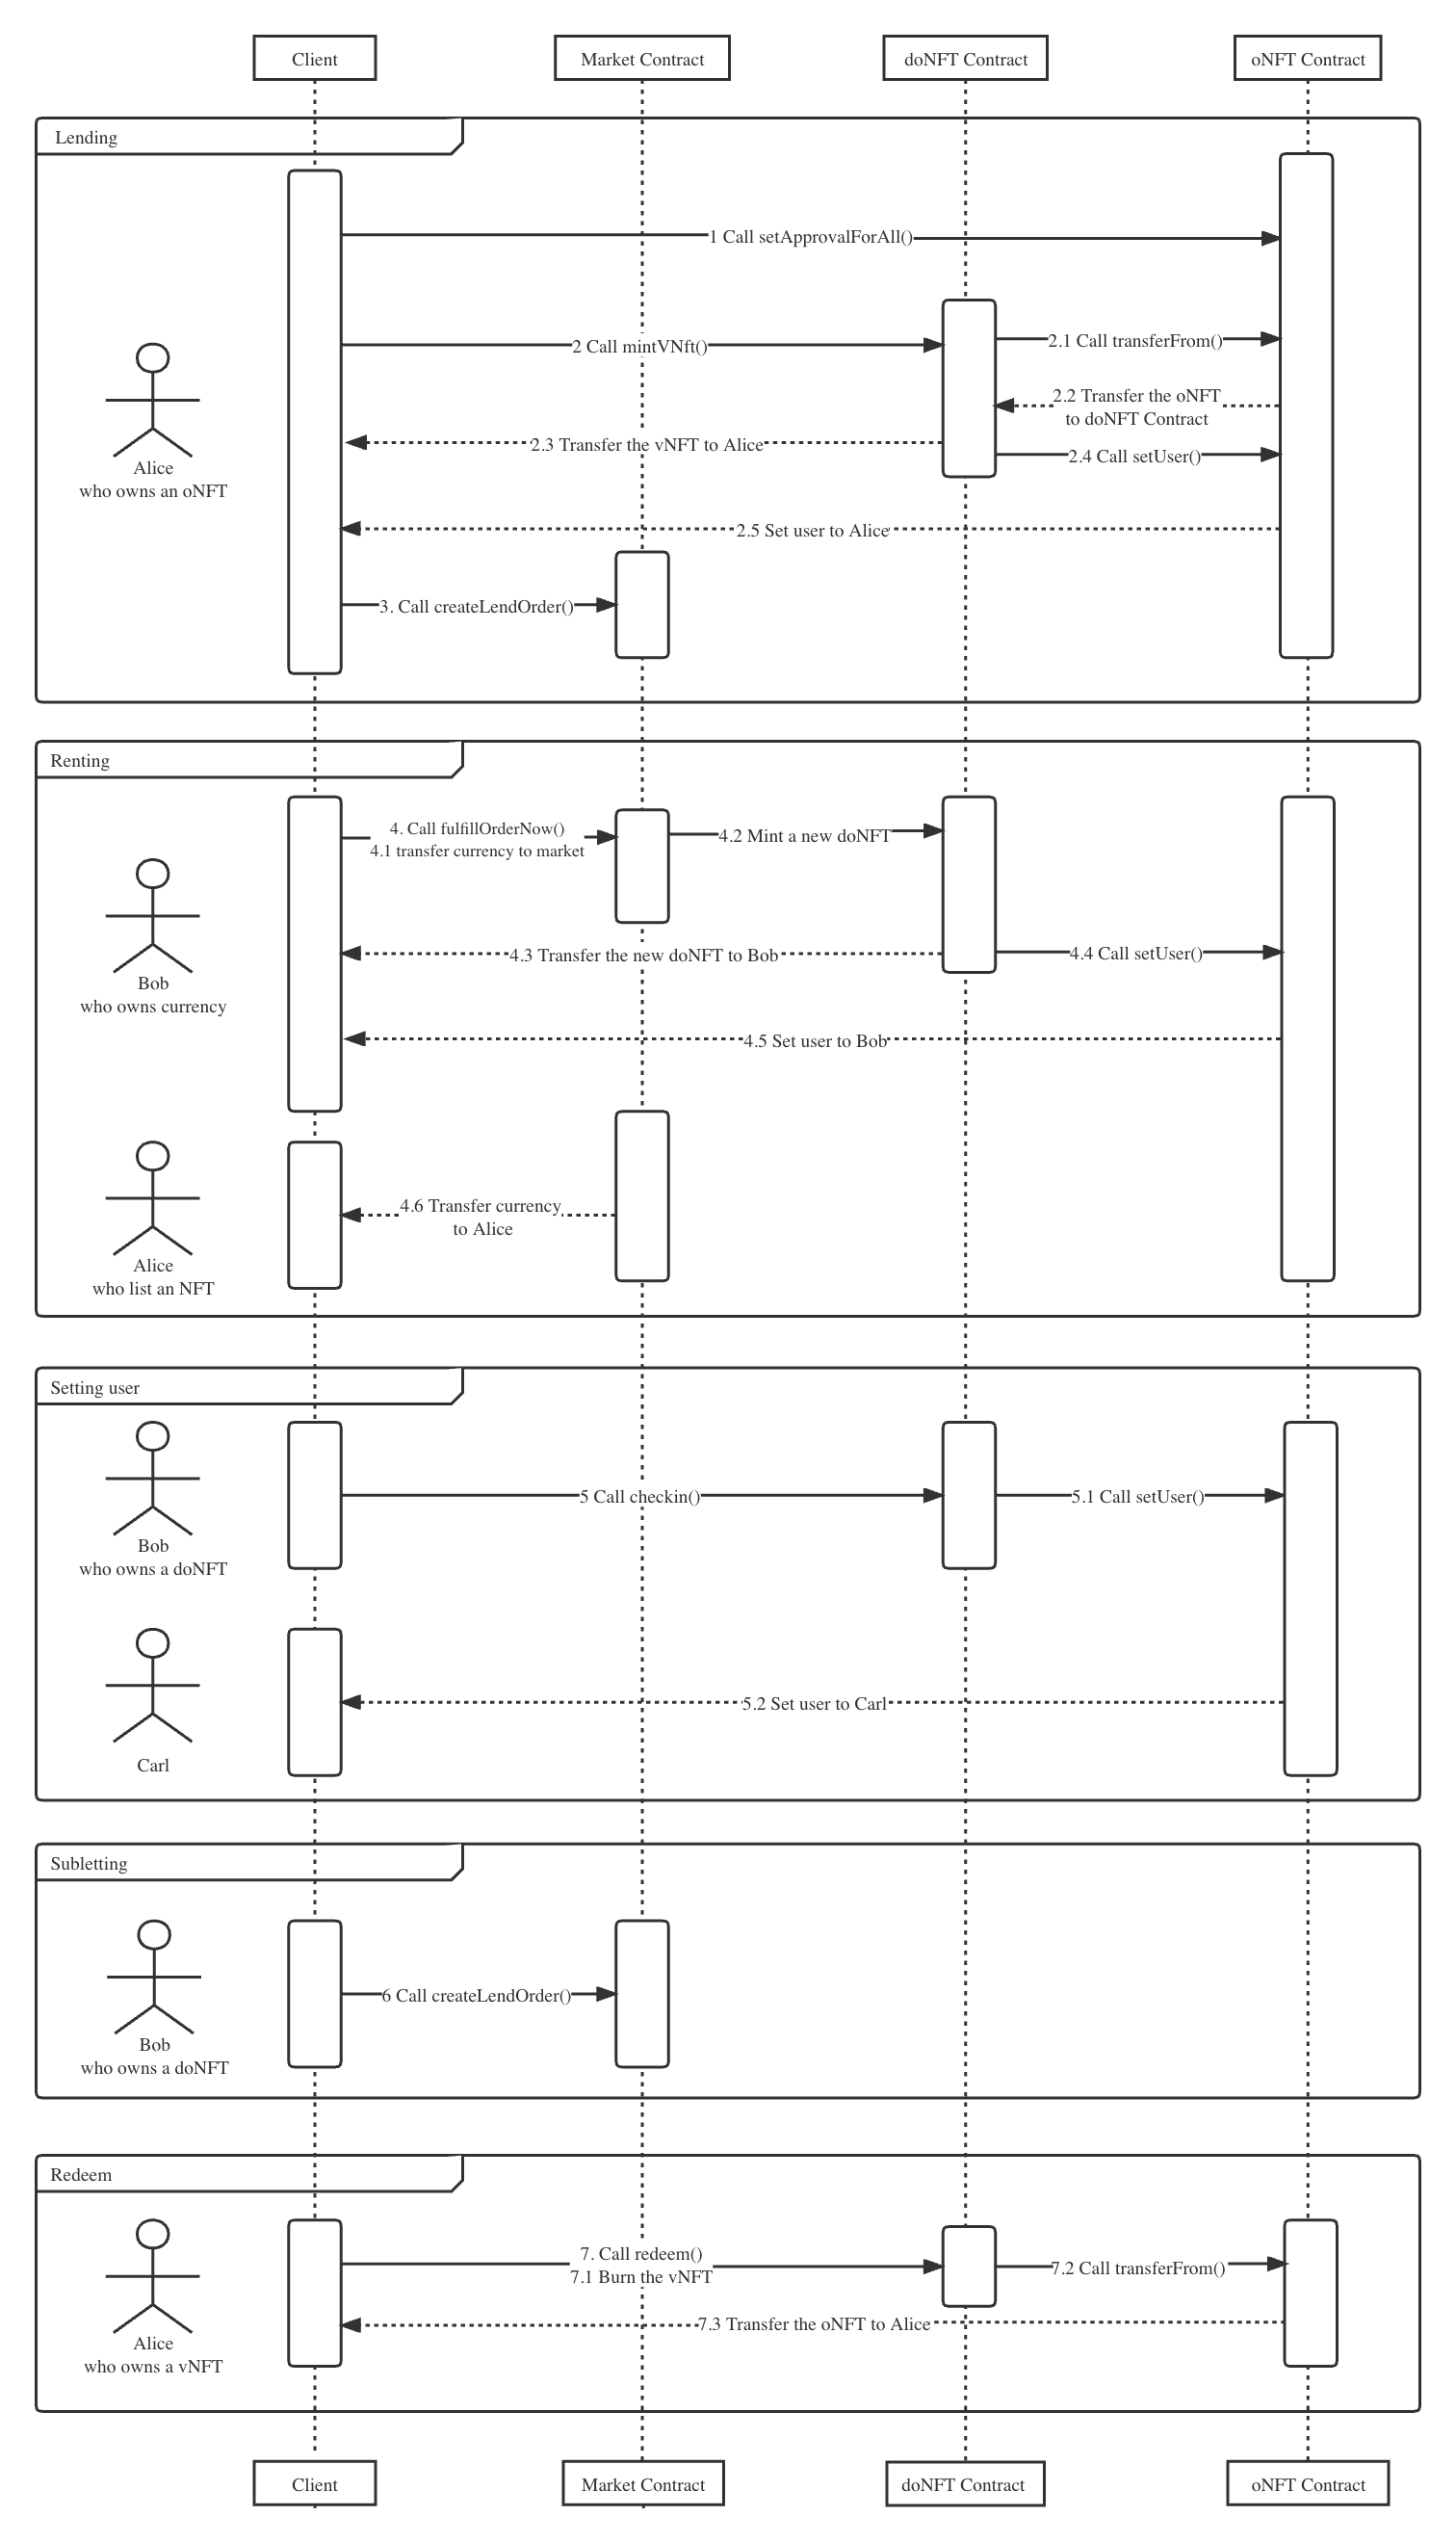 Client
Market Contract
doNFT Contract
oNFT Contract
Lending
1 Call setApprovalForAll()
2 Call mintVNft()
2.1 Call transferFrom()
2.2 Transfer the oNFT
to doNFT Contract
2.3 Transfer the vNFT to Alice
2.4 Call setUser()
Alice
who owns an oNFT
2.5 Set user to Alice
3. Call createLendOrder()
Renting
4. Call fulfillOrderNow()
4.1 transfer currency to market
4.2 Mint a new doNFT
4.3 Transfer the new doNFT to Bob
4.4 Call setUser()
Bob
who owns currency
4.5 Set user to Bob
4.6 Transfer currency
to Alice
Alice
who list an NFT
Setting user
5 Call checkin()
5.1 Call setUser()
Bob
who owns a doNFT
5.2 Set user to Carl
Carl
Subletting
6 Call createLendOrder()
Bob
who owns a doNFT
Redeem
7. Call redeem()
7.1 Burn the vNFT
7.2 Call transferFrom()
7.3 Transfer the oNFT to Alice
Alice
who owns a vNFT
Client
Market Contract
doNFT Contract
oNFT Contract